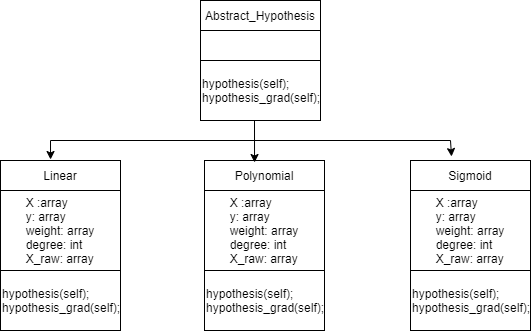 Abstract_Hypothesis
hypothesis(self);
hypothesis_grad(self);
Linear
X :array
y: array
weight: array
degree: int
X_raw: array
hypothesis(self);
hypothesis_grad(self);
Polynomial
X :array
y: array
weight: array
degree: int
X_raw: array
hypothesis(self);
hypothesis_grad(self);
Sigmoid
X :array
y: array
weight: array
degree: int
X_raw: array
hypothesis(self);
hypothesis_grad(self);